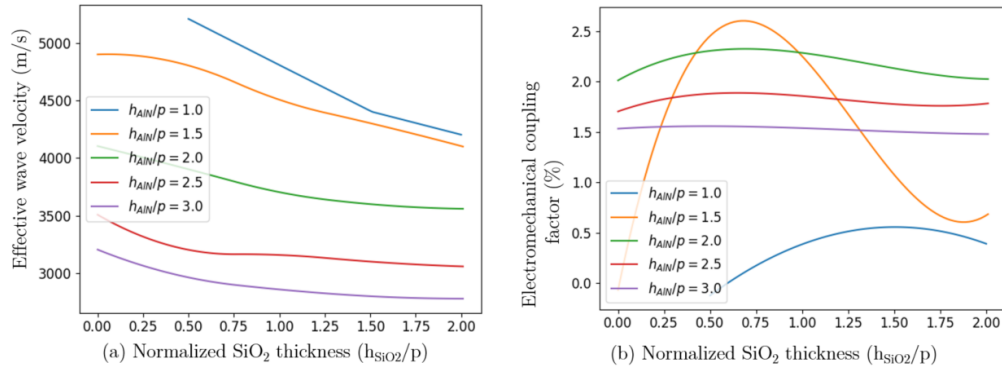 Effective wave velocity (m/s)
5000
4500
4000
3500
3000
h_AlN/p = 1.0
h_AlN/p = 1.5
h_AlN/p = 2.0
h_AlN/p = 2.5
h_AlN/p = 3.0
0.00 0.25 0.50 0.75 1.00 1.25 1.50 1.75 2.00
(a) Normalized SiO₂ thickness (h_SiO2/p)
Electromechanical coupling
factor (%)
2.5
2.0
1.5
1.0
0.5
0.0
h_AlN/p = 1.0
h_AlN/p = 1.5
h_AlN/p = 2.0
h_AlN/p = 2.5
h_AlN/p = 3.0
0.00 0.25 0.50 0.75 1.00 1.25 1.50 1.75 2.00
(b) Normalized SiO₂ thickness (h_SiO2/p)